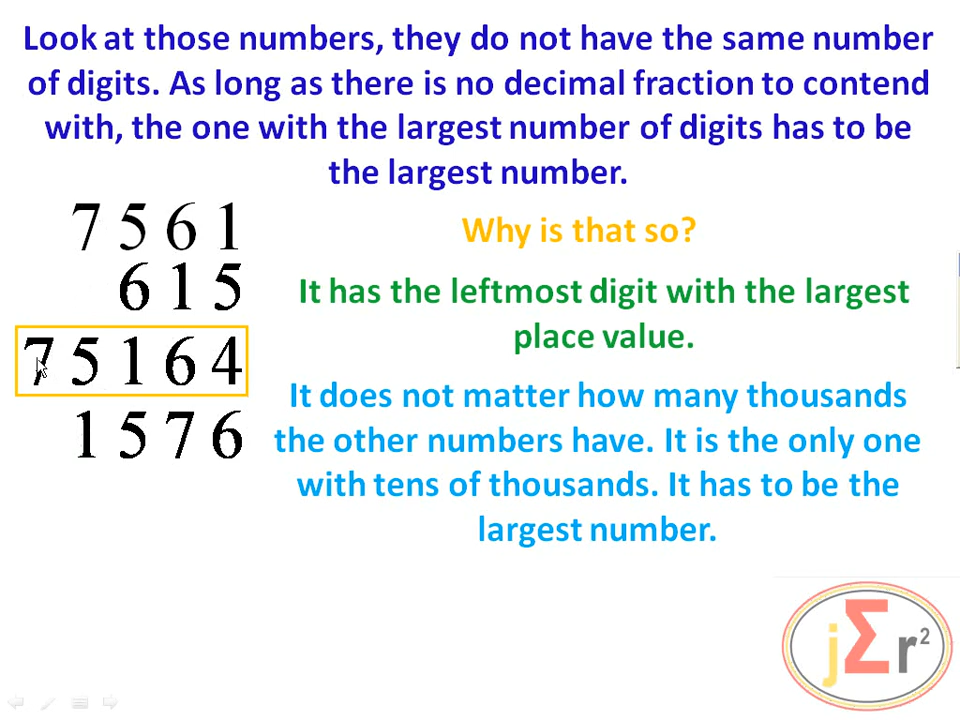 Look at those numbers, they do not have the same number
of digits. As long as there is no decimal fraction to contend
with, the one with the largest number of digits has to be
the largest number.
7 5 6 1
Why is that so?
6 1 5
It has the leftmost digit with the largest
place value.
7 5 1 6 4
It does not matter how many thousands
1 5 7 6
the other numbers have. It is the only one
with tens of thousands. It has to be the
largest number.
jΣr²